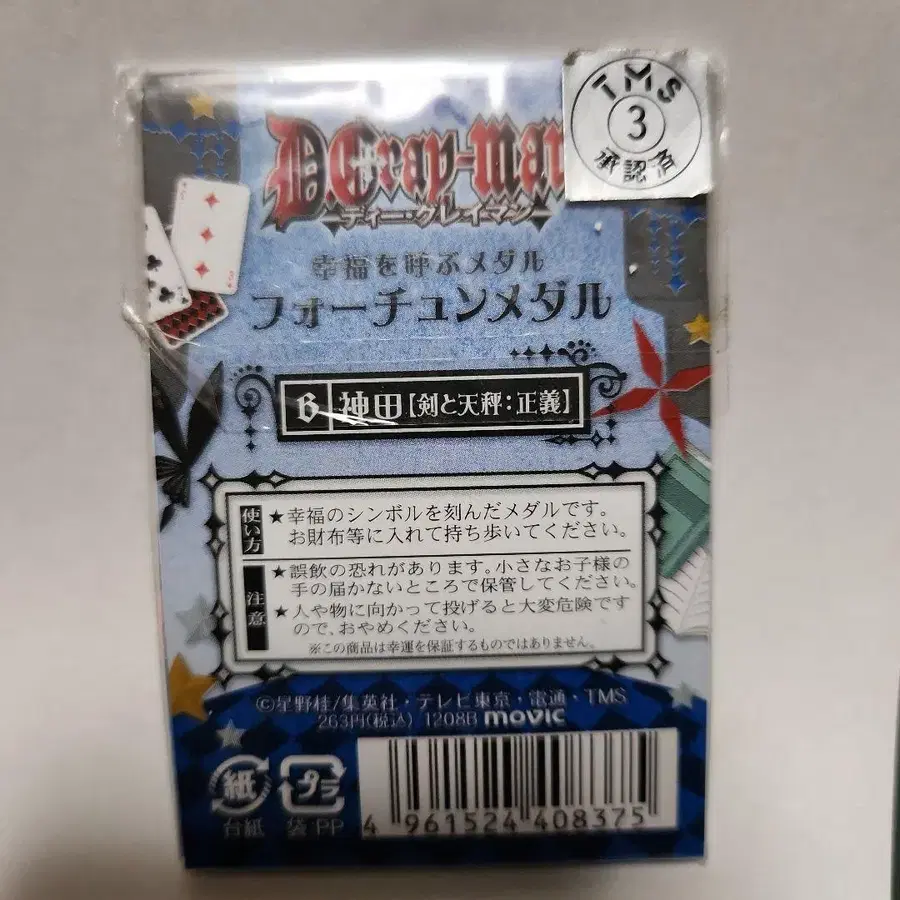 TMS
3
承認済
D.Gray-man
ディー・グレイマン
幸福を呼ぶメダル
フォーチュンメダル
B 神田【剣と天秤:正義】
使い方
★幸福のシンボルを刻んだメダルです。
お財布等に入れて持ち歩いてください。
注意
★誤飲の恐れがあります。小さなお子様の
手の届かないところで保管してください。
★人や物に向かって投げると大変危険です
ので、おやめください。
※この商品は幸運を保証するものではありません。
©星野桂/集英社・テレビ東京・電通・TMS
263円(税込) 1208B movic
紙
台紙
プラ
袋:PP
4 961524 408375